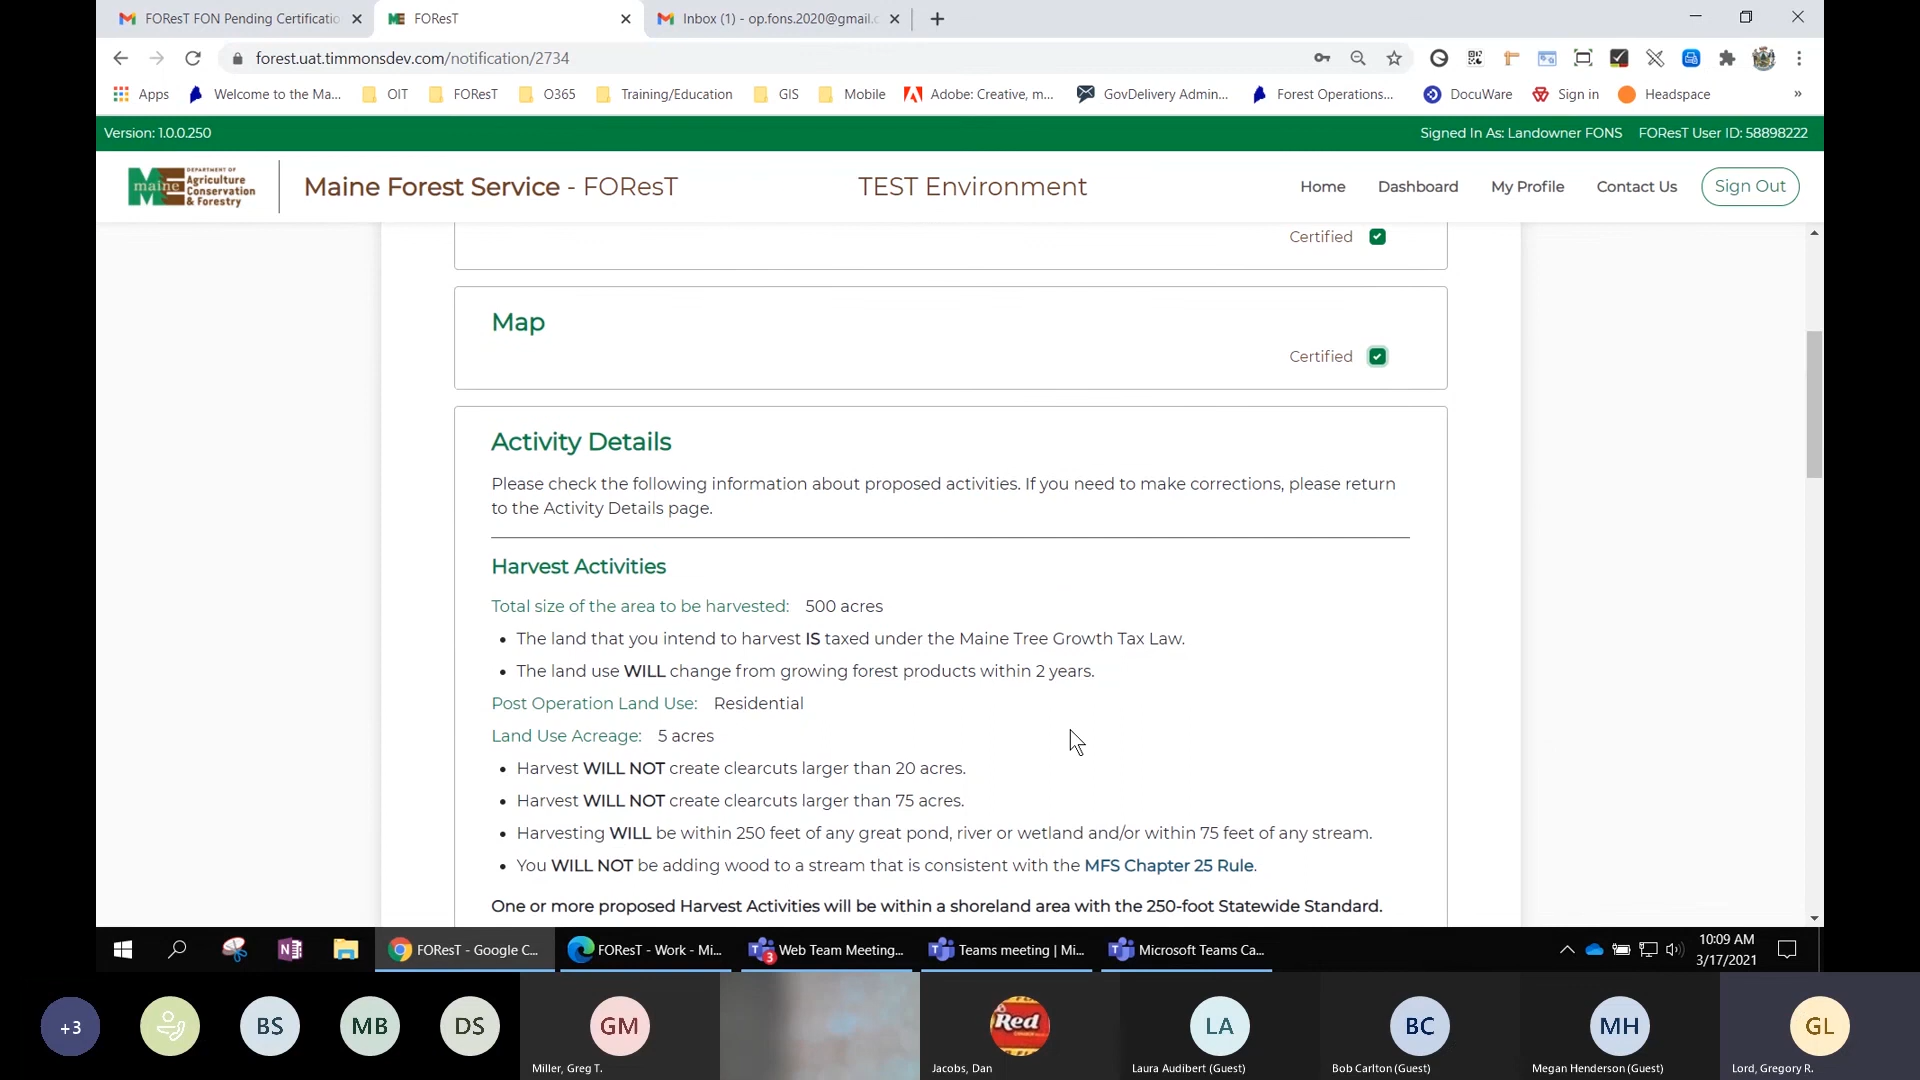 FOResT FON Pending Certificatio
FOResT
Inbox (1) - op.fons.2020@gmail.c
forest.uat.timmonsdev.com/notification/2734
Apps
Welcome to the Ma...
OIT
FOResT
O365
Training/Education
GIS
Mobile
Adobe: Creative, m...
GovDelivery Admin...
Forest Operations...
DocuWare
Sign in
Headspace
»
Version: 1.0.0.250
Signed In As: Landowner FONS FOResT User ID: 58898222
DEPARTMENT OF
maine Agriculture
Conservation
& Forestry
Maine Forest Service - FOResT
TEST Environment
Home Dashboard My Profile Contact Us Sign Out
Certified
Map
Certified
Activity Details
Please check the following information about proposed activities. If you need to make corrections, please return
to the Activity Details page.
Harvest Activities
Total size of the area to be harvested: 500 acres
• The land that you intend to harvest IS taxed under the Maine Tree Growth Tax Law.
• The land use WILL change from growing forest products within 2 years.
Post Operation Land Use: Residential
Land Use Acreage: 5 acres
• Harvest WILL NOT create clearcuts larger than 20 acres.
• Harvest WILL NOT create clearcuts larger than 75 acres.
• Harvesting WILL be within 250 feet of any great pond, river or wetland and/or within 75 feet of any stream.
• You WILL NOT be adding wood to a stream that is consistent with the MFS Chapter 25 Rule.
One or more proposed Harvest Activities will be within a shoreland area with the 250-foot Statewide Standard.
FOResT - Google C...
FOResT - Work - Mi...
3
Web Team Meeting...
Teams meeting | Mi...
Microsoft Teams Ca...
10:09 AM
3/17/2021
+3
BS
MB
DS
GM
Red
LA
BC
MH
GL
Miller, Greg T.
Jacobs, Dan
Laura Audibert (Guest)
Bob Carlton (Guest)
Megan Henderson (Guest)
Lord, Gregory R.